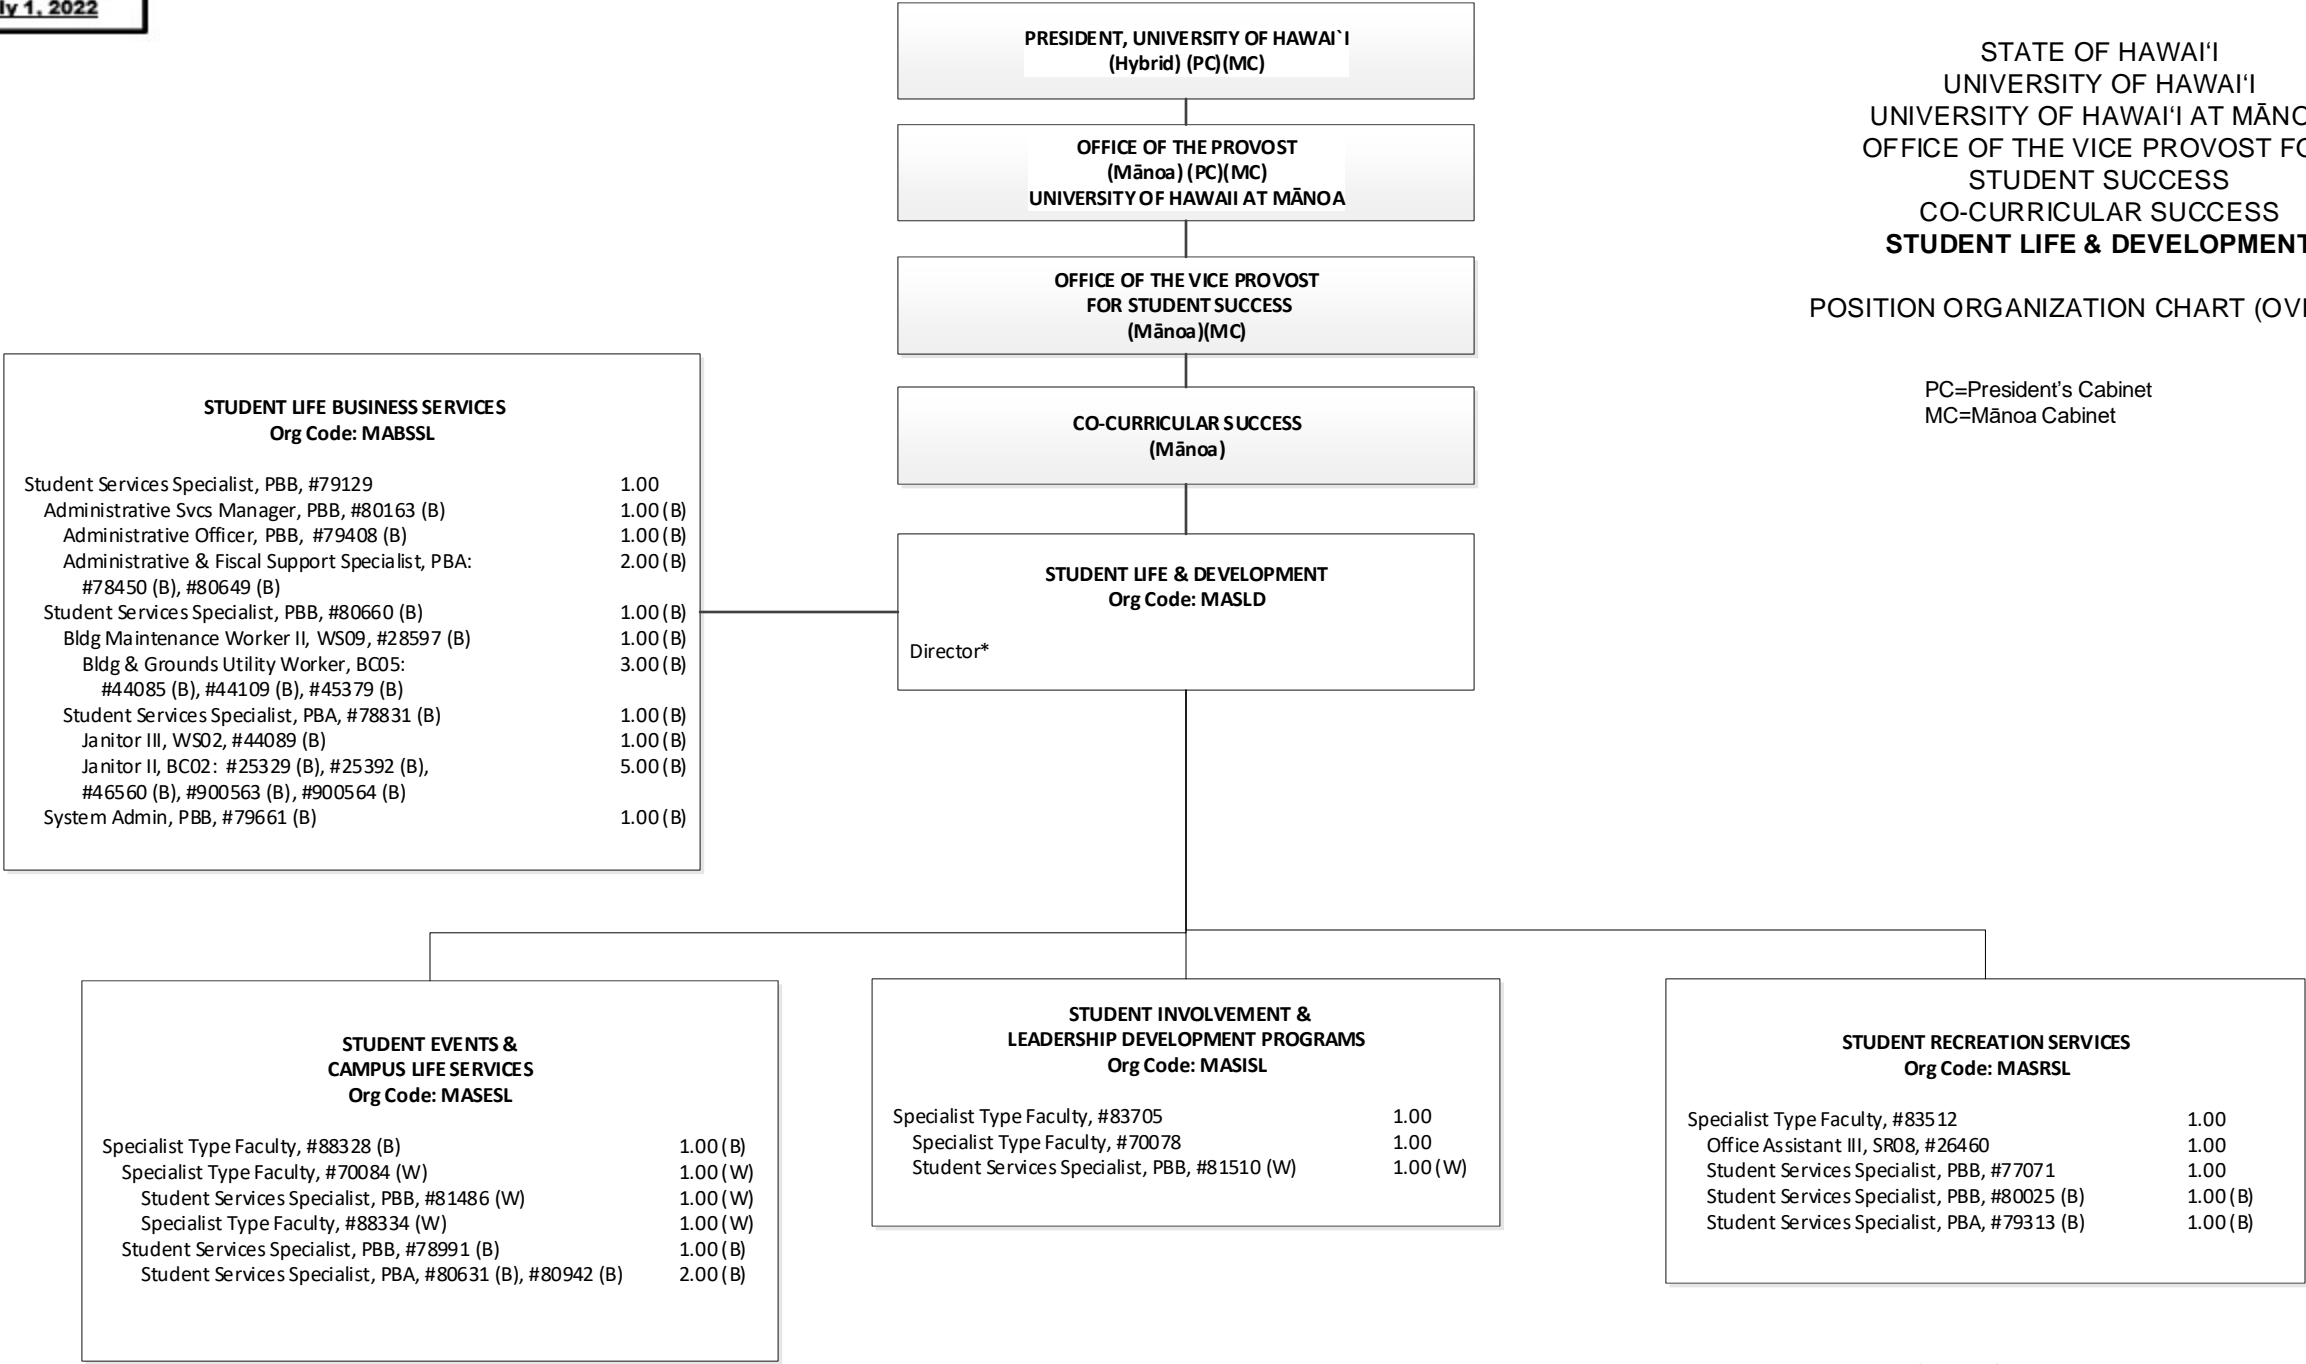 ly 1, 2022
PRESIDENT, UNIVERSITY OF HAWAI`I
(Hybrid) (PC)(MC)
OFFICE OF THE PROVOST
(Mānoa) (PC)(MC)
UNIVERSITY OF HAWAII AT MĀNOA
OFFICE OF THE VICE PROVOST
FOR STUDENT SUCCESS
(Mānoa)(MC)
CO-CURRICULAR SUCCESS
(Mānoa)
STATE OF HAWAI‘I
UNIVERSITY OF HAWAI‘I
UNIVERSITY OF HAWAI‘I AT MĀNO
OFFICE OF THE VICE PROVOST FO
STUDENT SUCCESS
CO-CURRICULAR SUCCESS
STUDENT LIFE & DEVELOPMENT
POSITION ORGANIZATION CHART (OV
PC=President’s Cabinet
MC=Mānoa Cabinet
STUDENT LIFE BUSINESS SERVICES
Org Code: MABSSL
Student Services Specialist, PBB, #79129 1.00
Administrative Svcs Manager, PBB, #80163 (B) 1.00 (B)
Administrative Officer, PBB, #79408 (B) 1.00 (B)
Administrative & Fiscal Support Specialist, PBA: 2.00 (B)
#78450 (B), #80649 (B)
Student Services Specialist, PBB, #80660 (B) 1.00 (B)
Bldg Maintenance Worker II, WS09, #28597 (B) 1.00 (B)
Bldg & Grounds Utility Worker, BC05: 3.00 (B)
#44085 (B), #44109 (B), #45379 (B)
Student Services Specialist, PBA, #78831 (B) 1.00 (B)
Janitor III, WS02, #44089 (B) 1.00 (B)
Janitor II, BC02: #25329 (B), #25392 (B), 5.00 (B)
#46560 (B), #900563 (B), #900564 (B)
System Admin, PBB, #79661 (B) 1.00 (B)
STUDENT LIFE & DEVELOPMENT
Org Code: MASLD
Director*
STUDENT EVENTS &
CAMPUS LIFE SERVICES
Org Code: MASESL
Specialist Type Faculty, #88328 (B) 1.00 (B)
Specialist Type Faculty, #70084 (W) 1.00 (W)
Student Services Specialist, PBB, #81486 (W) 1.00 (W)
Specialist Type Faculty, #88334 (W) 1.00 (W)
Student Services Specialist, PBB, #78991 (B) 1.00 (B)
Student Services Specialist, PBA, #80631 (B), #80942 (B) 2.00 (B)
STUDENT INVOLVEMENT &
LEADERSHIP DEVELOPMENT PROGRAMS
Org Code: MASISL
Specialist Type Faculty, #83705 1.00
Specialist Type Faculty, #70078 1.00
Student Services Specialist, PBB, #81510 (W) 1.00 (W)
STUDENT RECREATION SERVICES
Org Code: MASRSL
Specialist Type Faculty, #83512 1.00
Office Assistant III, SR08, #26460 1.00
Student Services Specialist, PBB, #77071 1.00
Student Services Specialist, PBB, #80025 (B) 1.00 (B)
Student Services Specialist, PBA, #79313 (B) 1.00 (B)